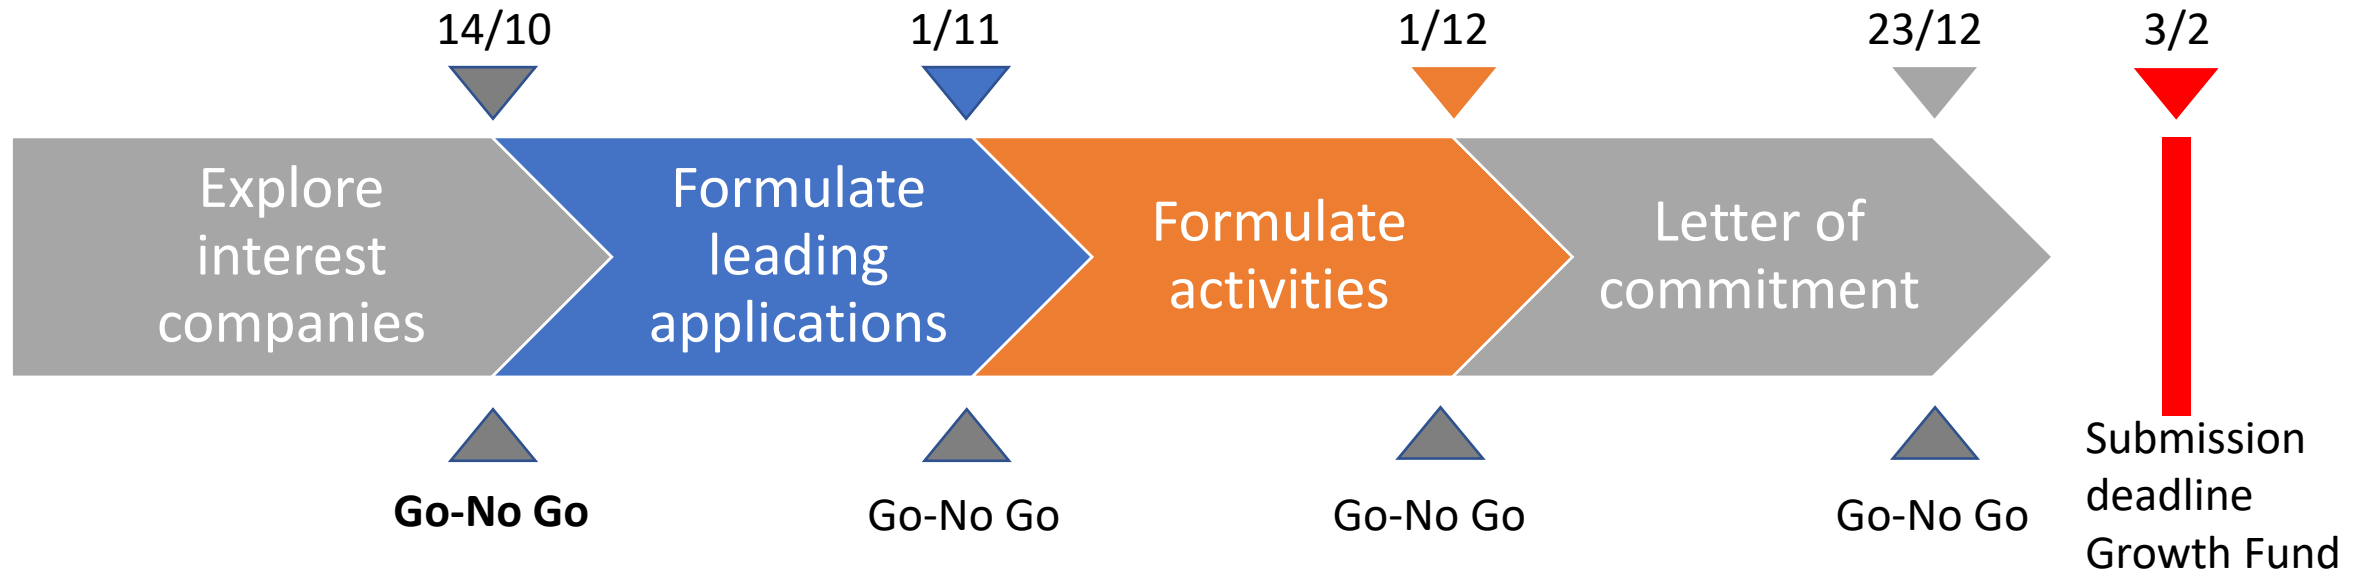 14/10
1/11
1/12
23/12
3/2
Explore
interest
companies
Formulate
leading
applications
Formulate
activities
Letter of
commitment
Go-No Go
Go-No Go
Go-No Go
Go-No Go
Submission
deadline
Growth Fund